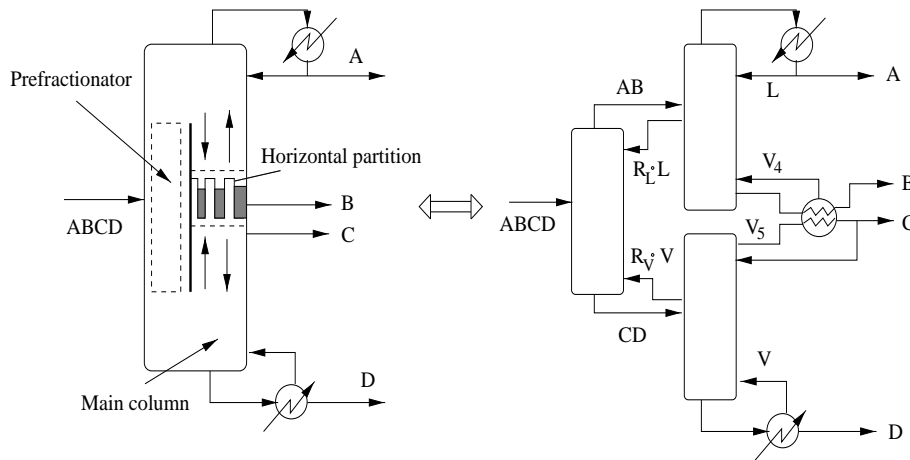 A
Prefractionator
Horizontal partition
ABCD
B
C
D
Main column
AB
L
A
R_L·L
V_4
B
ABCD
V_5
C
R_V·V
CD
V
D